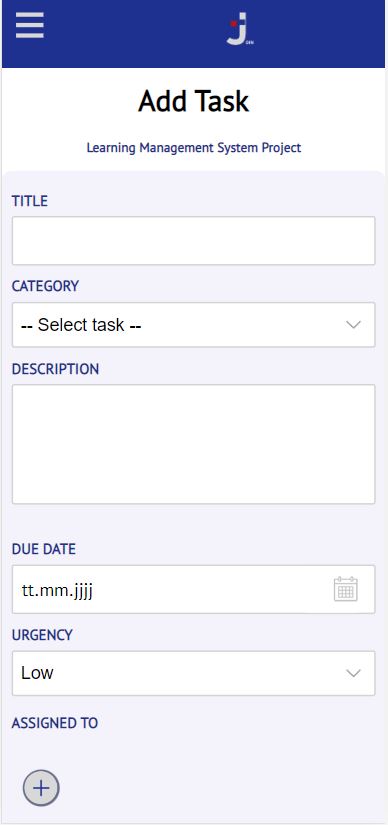 Add Task
Learning Management System Project
TITLE
CATEGORY
-- Select task --
DESCRIPTION
DUE DATE
tt.mm.jjjj
URGENCY
Low
ASSIGNED TO